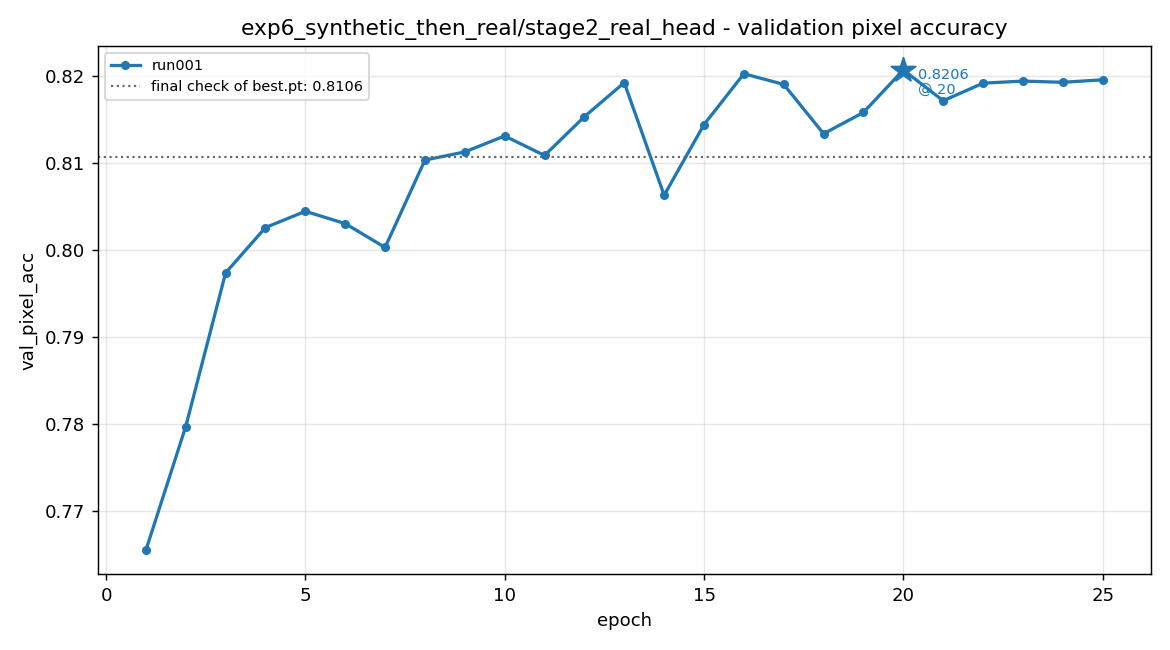 exp6_synthetic_then_real/stage2_real_head - validation pixel accuracy
run001
final check of best.pt: 0.8106
0.8206
@ 20
val_pixel_acc
0.82
0.81
0.80
0.79
0.78
0.77
0
5
10
15
20
25
epoch